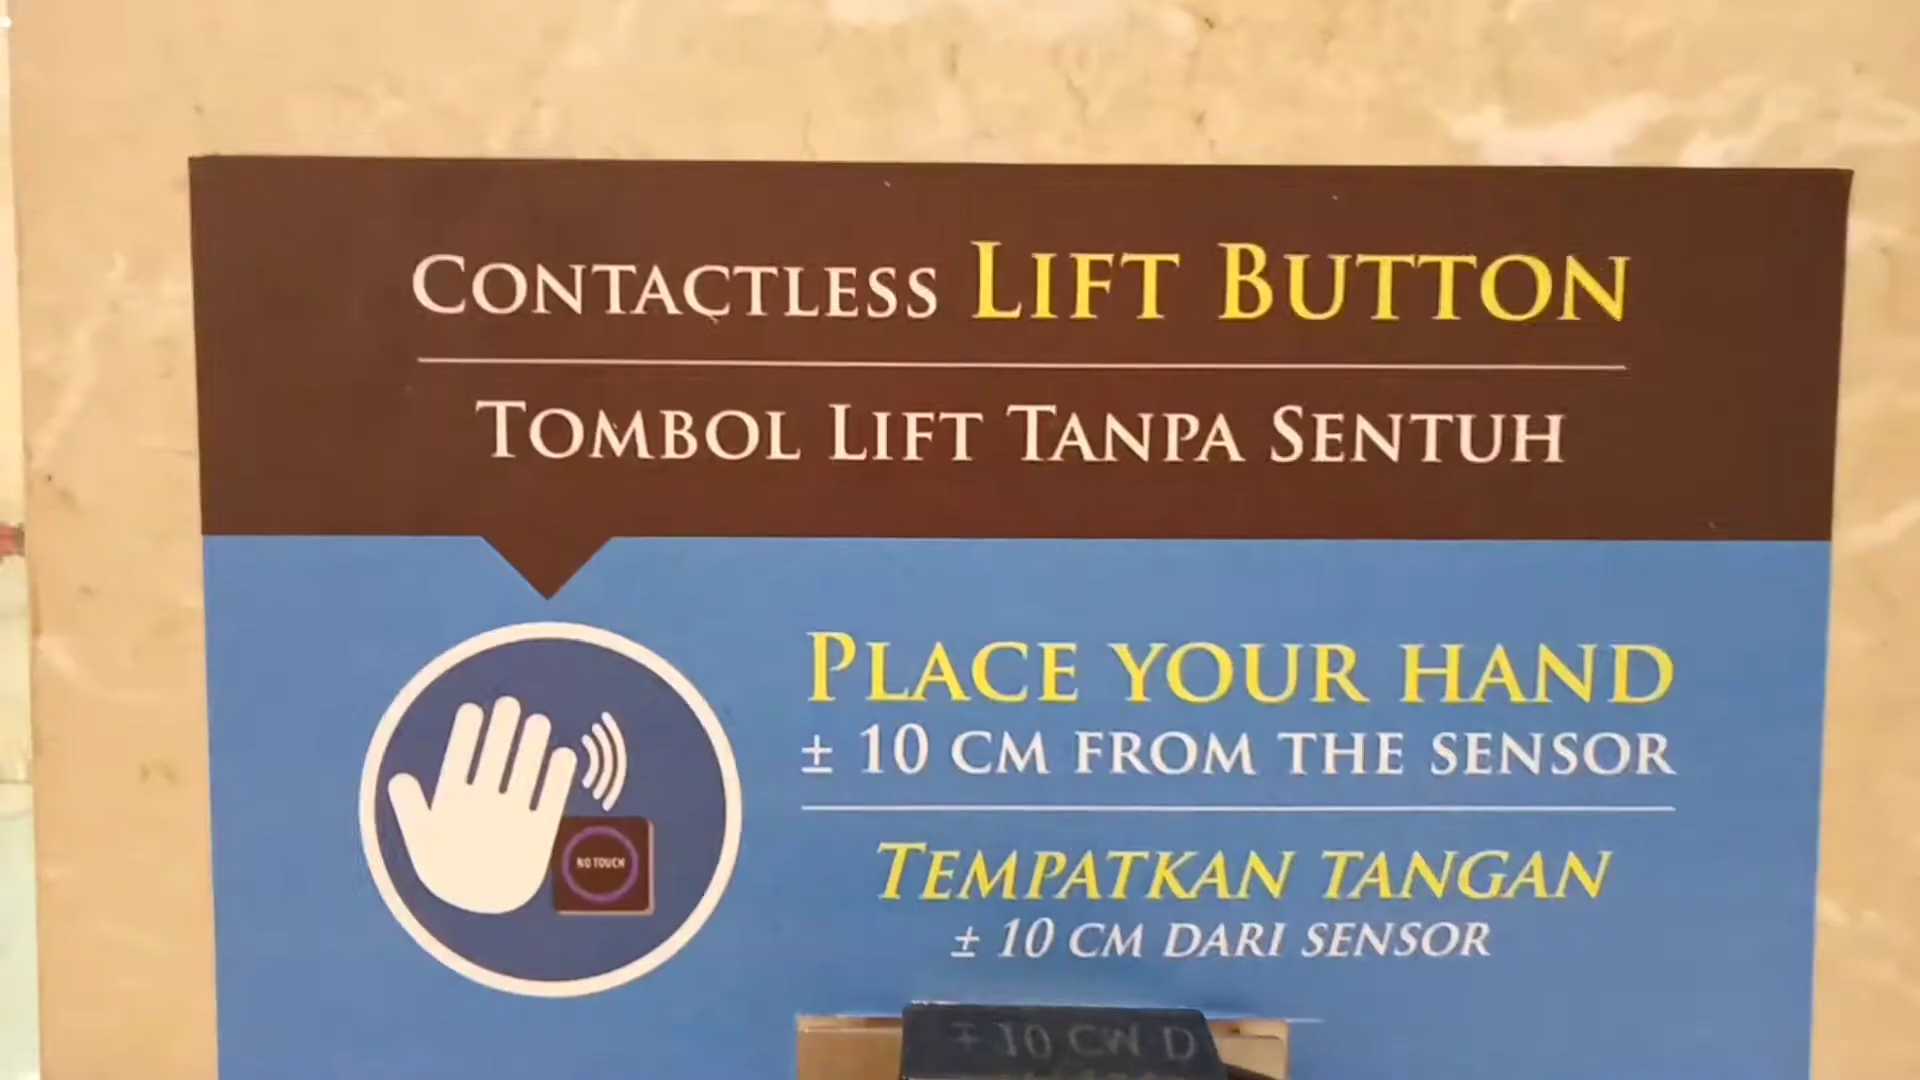 CONTACTLESS LIFT BUTTON
TOMBOL LIFT TANPA SENTUH
PLACE YOUR HAND
± 10 CM FROM THE SENSOR
NO TOUCH
TEMPATKAN TANGAN
± 10 CM DARI SENSOR